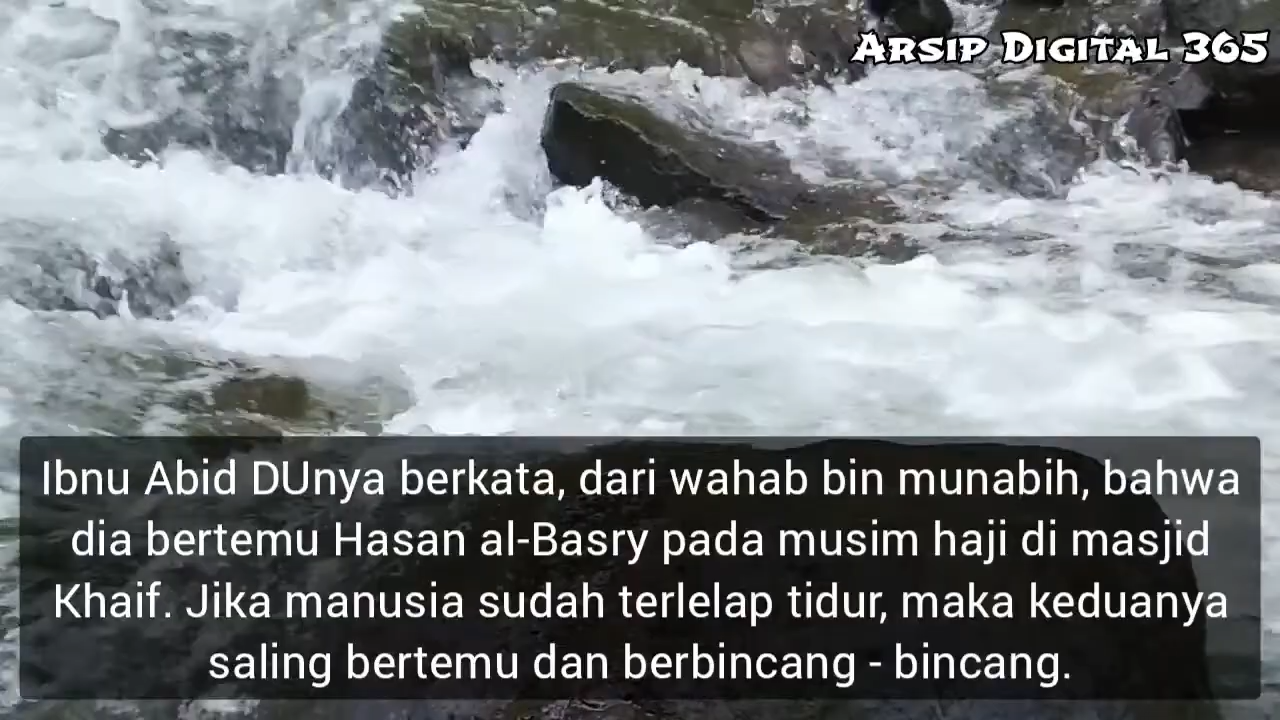 Arsip Digital 365
Ibnu Abid DUnya berkata, dari wahab bin munabih, bahwa
dia bertemu Hasan al-Basry pada musim haji di masjid
Khaif. Jika manusia sudah terlelap tidur, maka keduanya
saling bertemu dan berbincang - bincang.